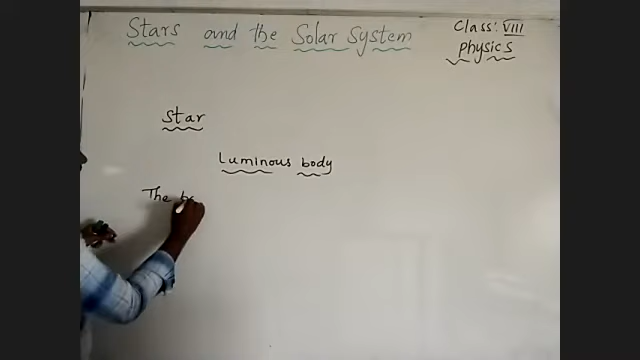 Stars and the Solar System
Class: VIII
Physics
Star
Luminous body
The